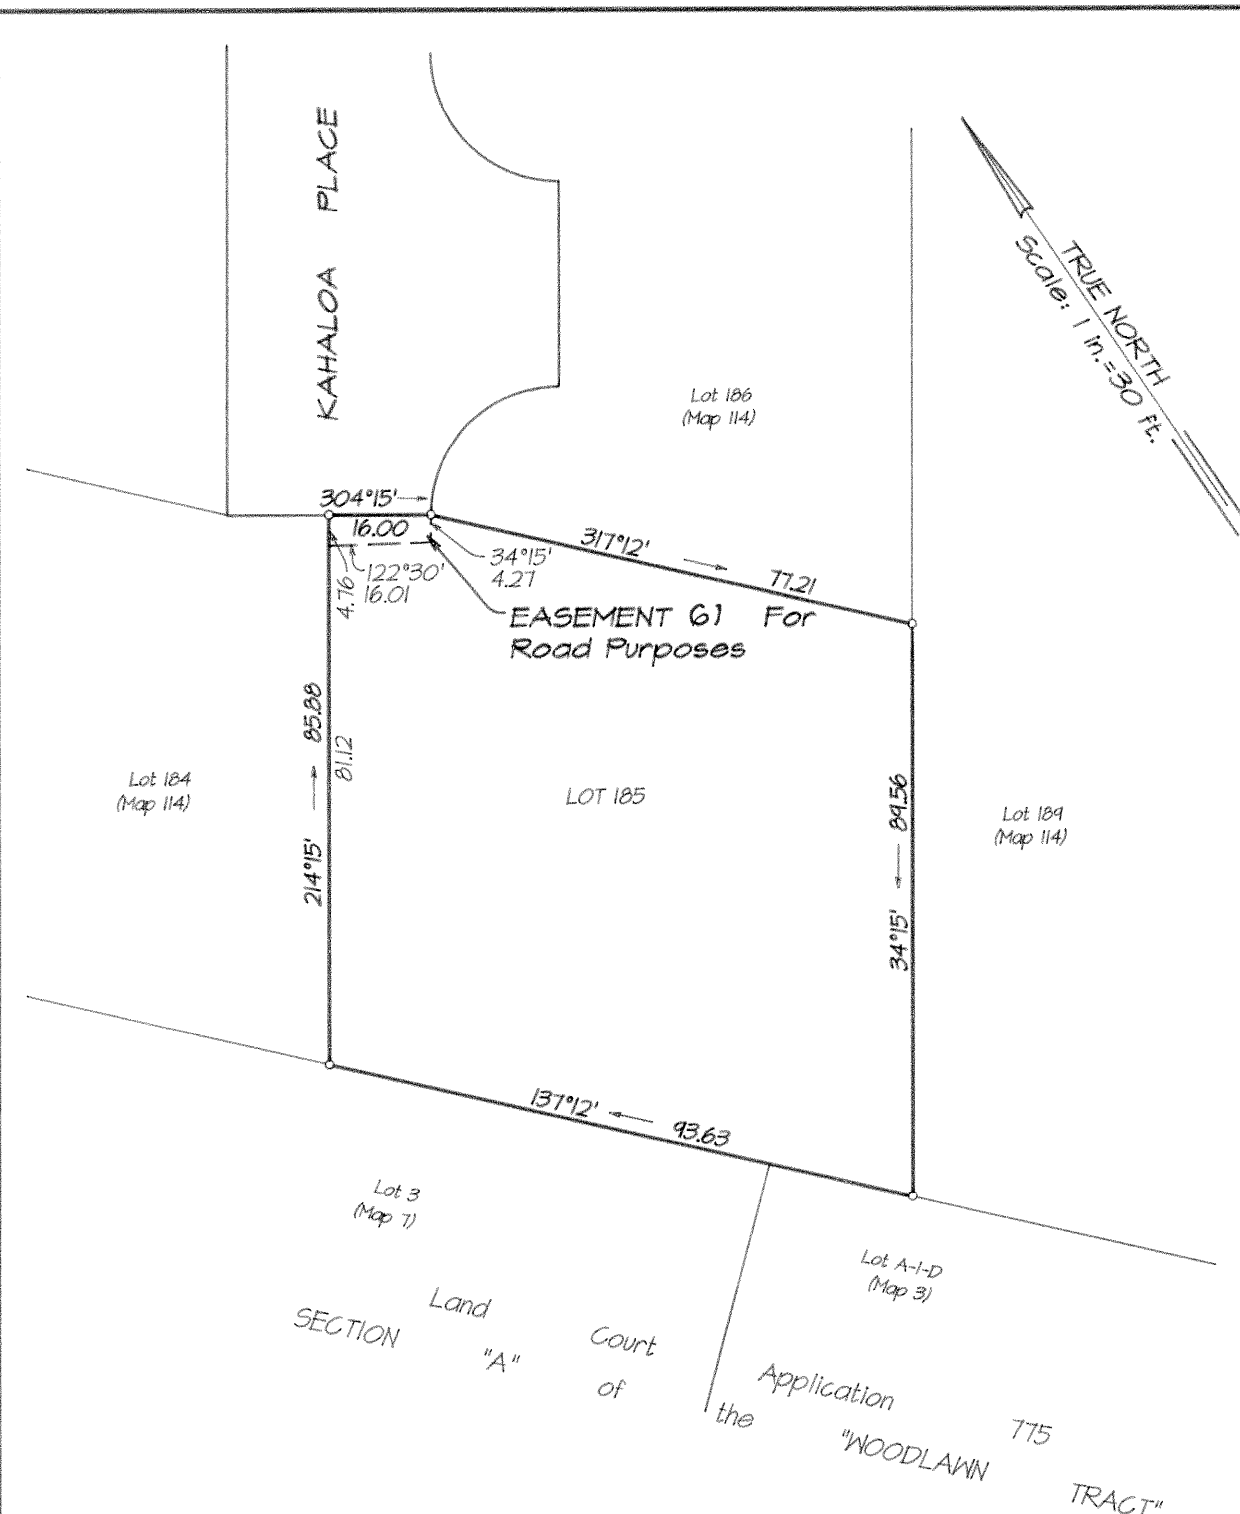 KAHALOA PLACE
TRUE NORTH
Scale: 1 in.=30 ft.
Lot 186
(Map 114)
304°15'
16.00
317°12'
77.21
34°15'
4.27
122°30'
16.01
4.76
EASEMENT 61 For
Road Purposes
214°15' 85.88
81.12
Lot 184
(Map 114)
LOT 185
34°15' 89.56
Lot 189
(Map 114)
137°12' 93.63
Lot 3
(Map 7)
Lot A-1-D
(Map 3)
Land Court Application 775
SECTION "A" of the "WOODLAWN TRACT"